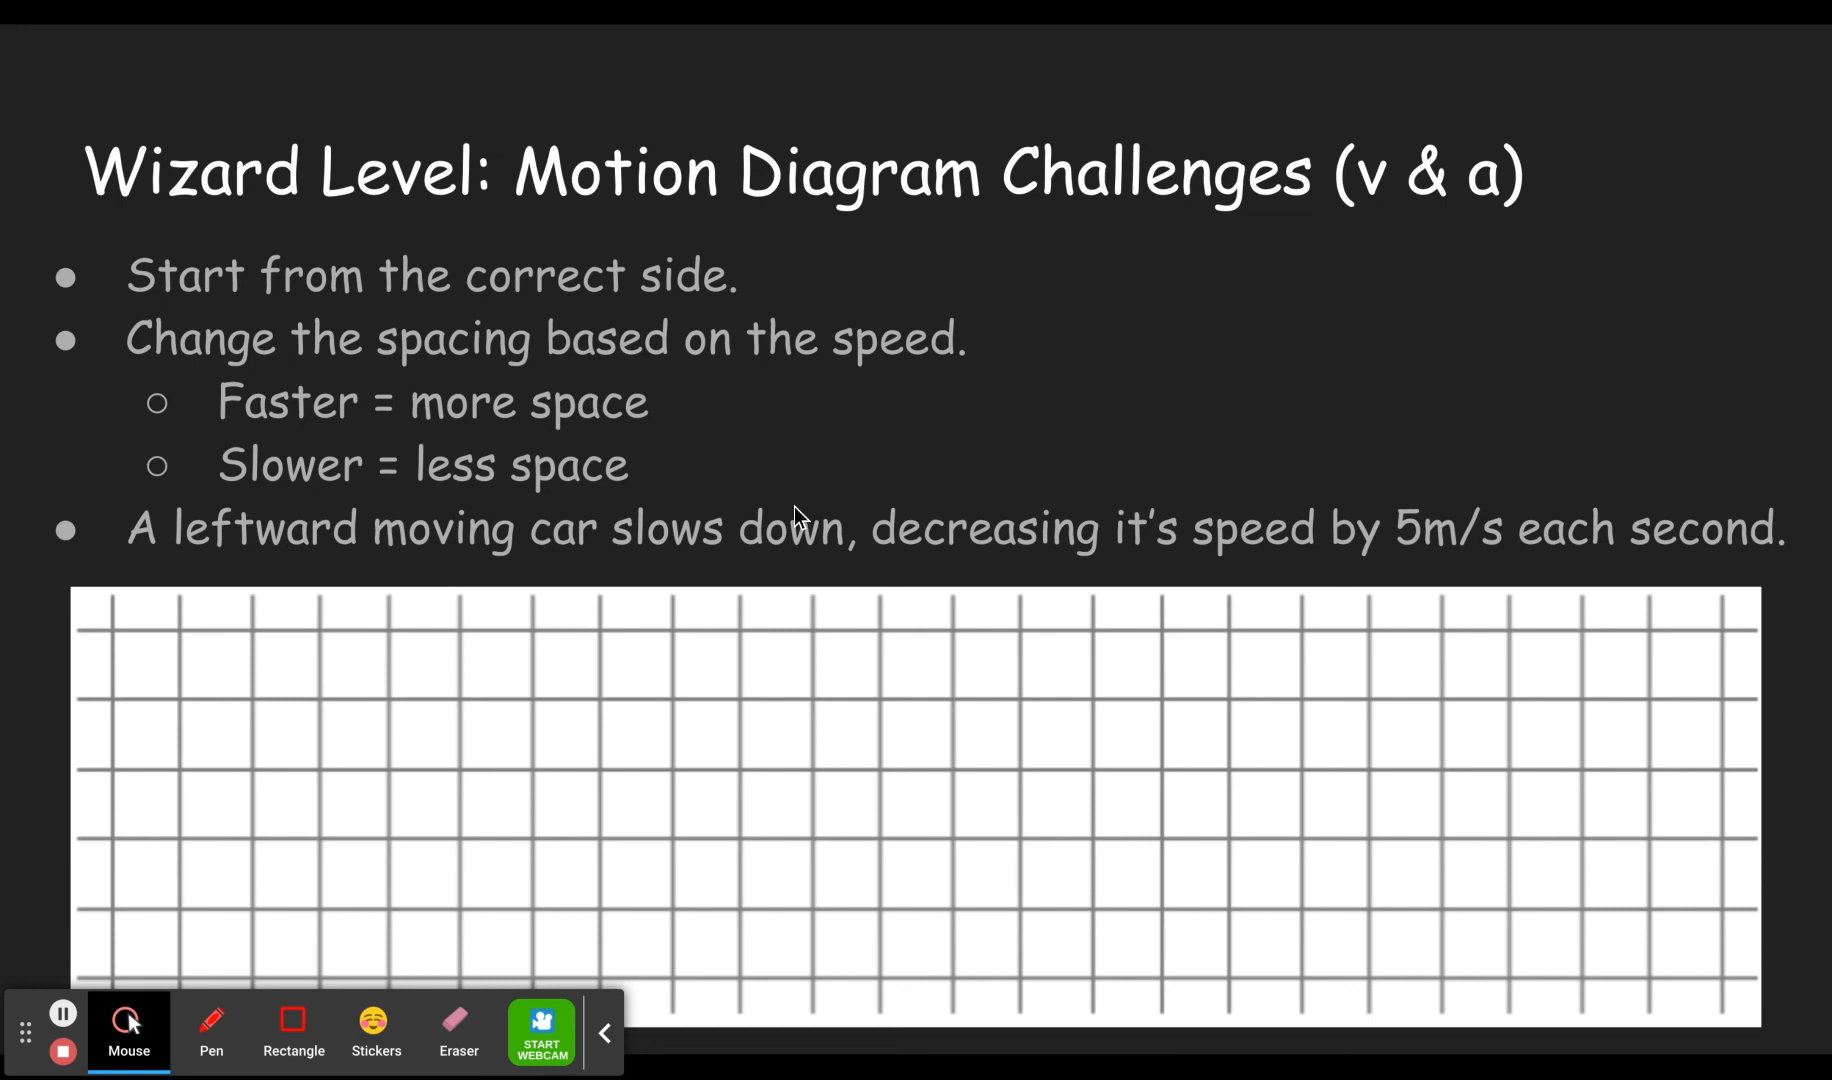 Wizard Level: Motion Diagram Challenges (v & a)
● Start from the correct side.
● Change the spacing based on the speed.
○ Faster = more space
○ Slower = less space
● A leftward moving car slows down, decreasing it's speed by 5m/s each second.
Mouse
Pen
Rectangle
Stickers
Eraser
START
WEBCAM